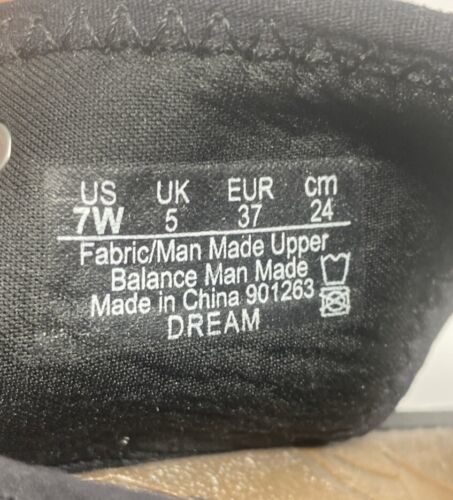 US UK EUR cm
7W 5 37 24
Fabric/Man Made Upper
Balance Man Made
Made in China 901263
DREAM